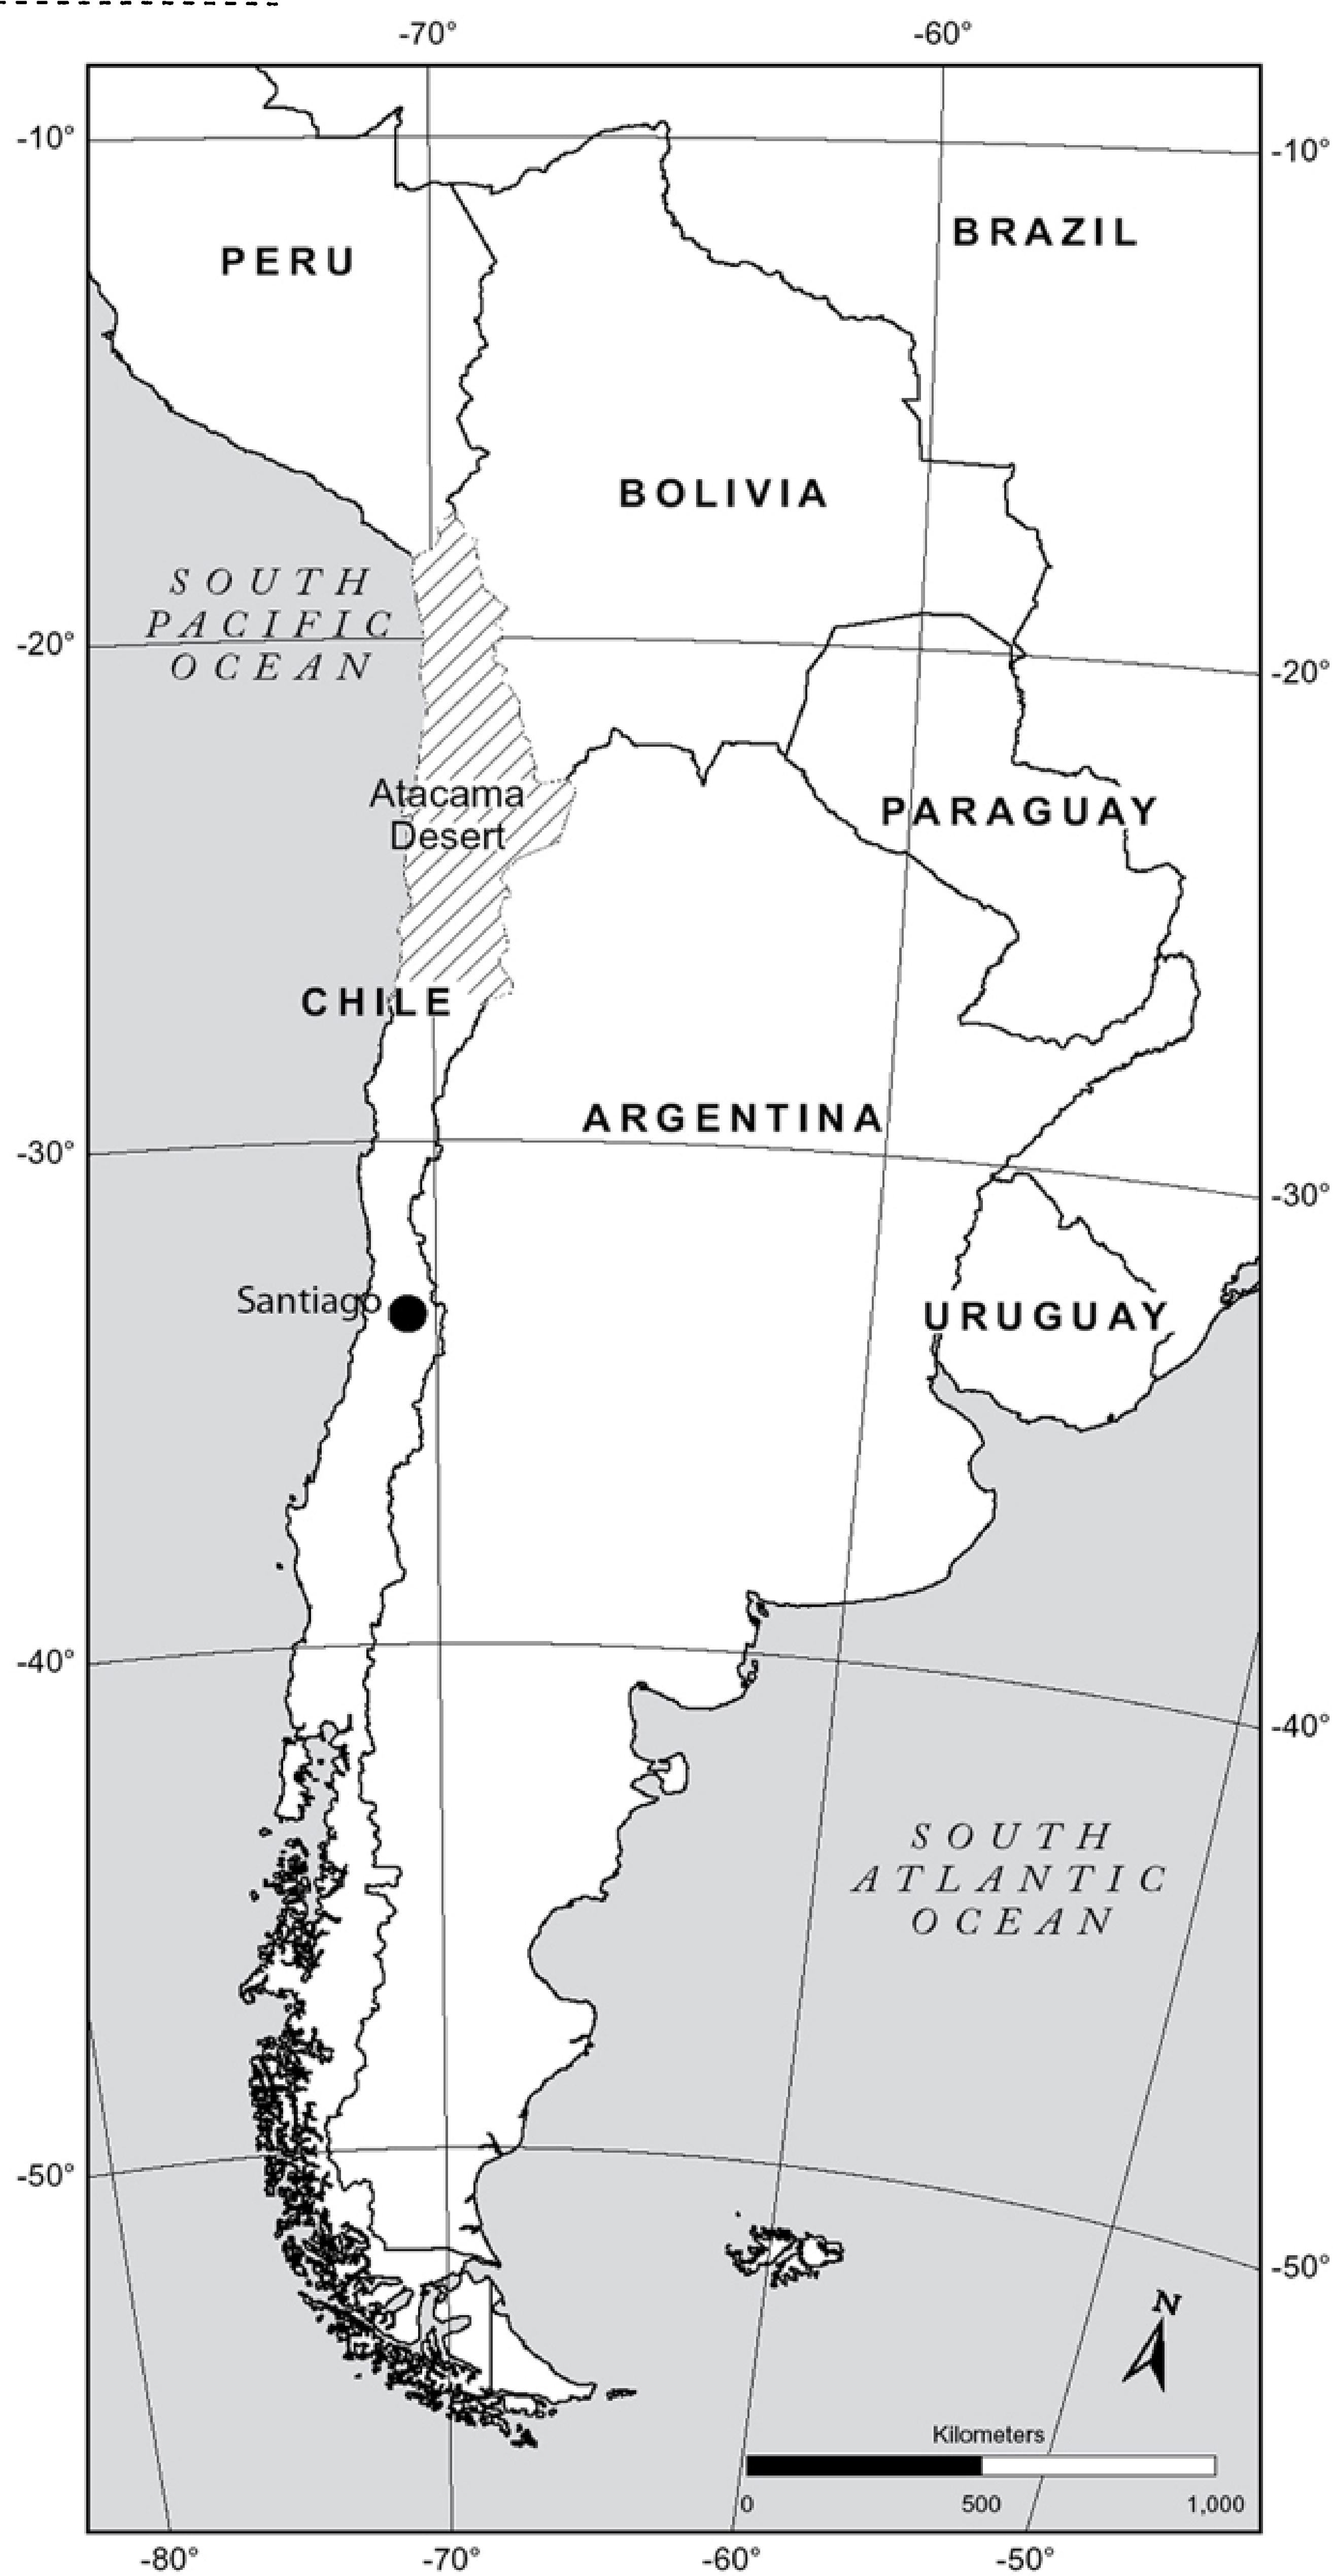 -70° -60°
-10° -10°
BRAZIL
PERU
BOLIVIA
SOUTH
PACIFIC
OCEAN
-20° -20°
Atacama
Desert
PARAGUAY
CHILE
ARGENTINA
-30° -30°
Santiago
URUGUAY
-40° -40°
SOUTH
ATLANTIC
OCEAN
-50° -50°
N
Kilometers
0 500 1,000
-80° -70° -60° -50°